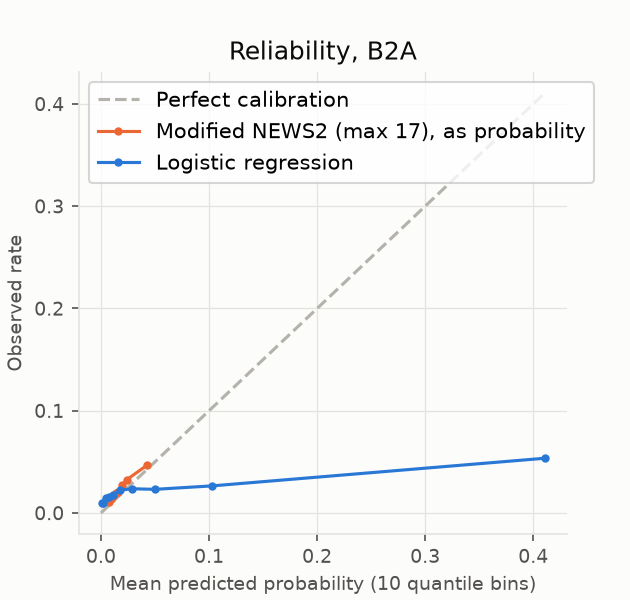 Reliability, B2A
Perfect calibration
Modified NEWS2 (max 17), as probability
Logistic regression
Observed rate
0.4
0.3
0.2
0.1
0.0
0.0 0.1 0.2 0.3 0.4
Mean predicted probability (10 quantile bins)